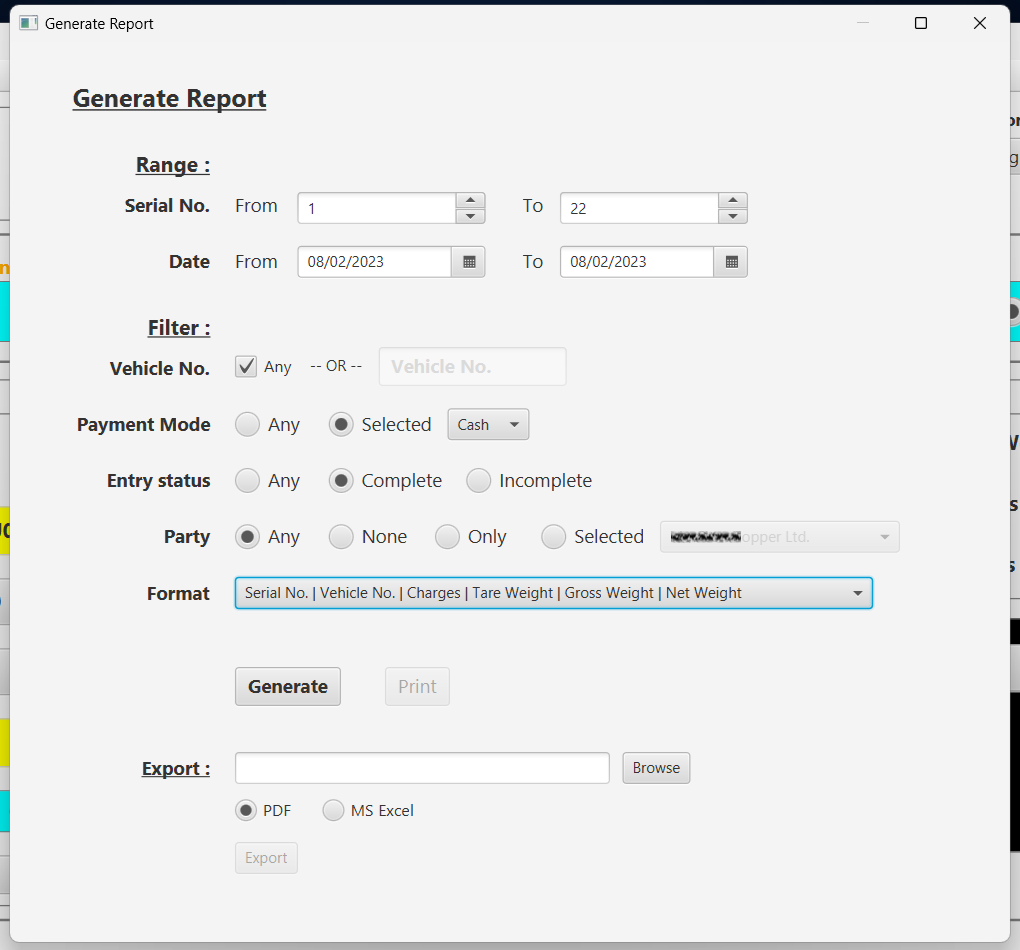 Generate Report
Generate Report
Range :
Serial No. From 1 To 22
Date From 08/02/2023 To 08/02/2023
Filter :
Vehicle No. Any -- OR -- Vehicle No.
Payment Mode Any Selected Cash
Entry status Any Complete Incomplete
Party Any None Only Selected opper Ltd.
Format Serial No. | Vehicle No. | Charges | Tare Weight | Gross Weight | Net Weight
Generate Print
Export : Browse
PDF MS Excel
Export